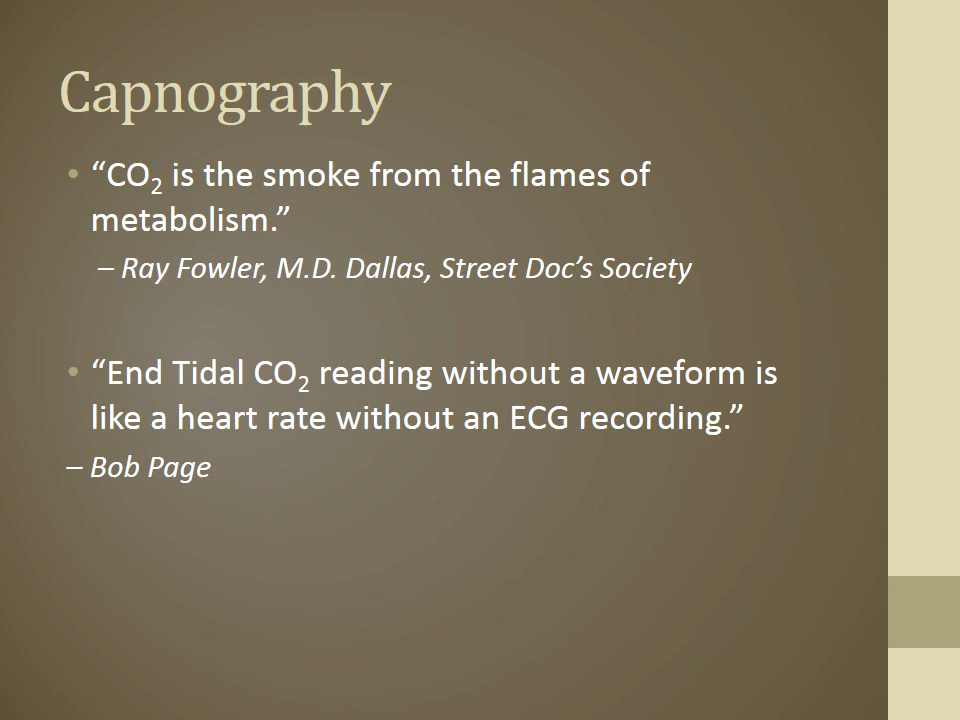 Capnography
• “CO₂ is the smoke from the flames of
metabolism.”
– Ray Fowler, M.D. Dallas, Street Doc’s Society
• “End Tidal CO₂ reading without a waveform is
like a heart rate without an ECG recording.”
– Bob Page